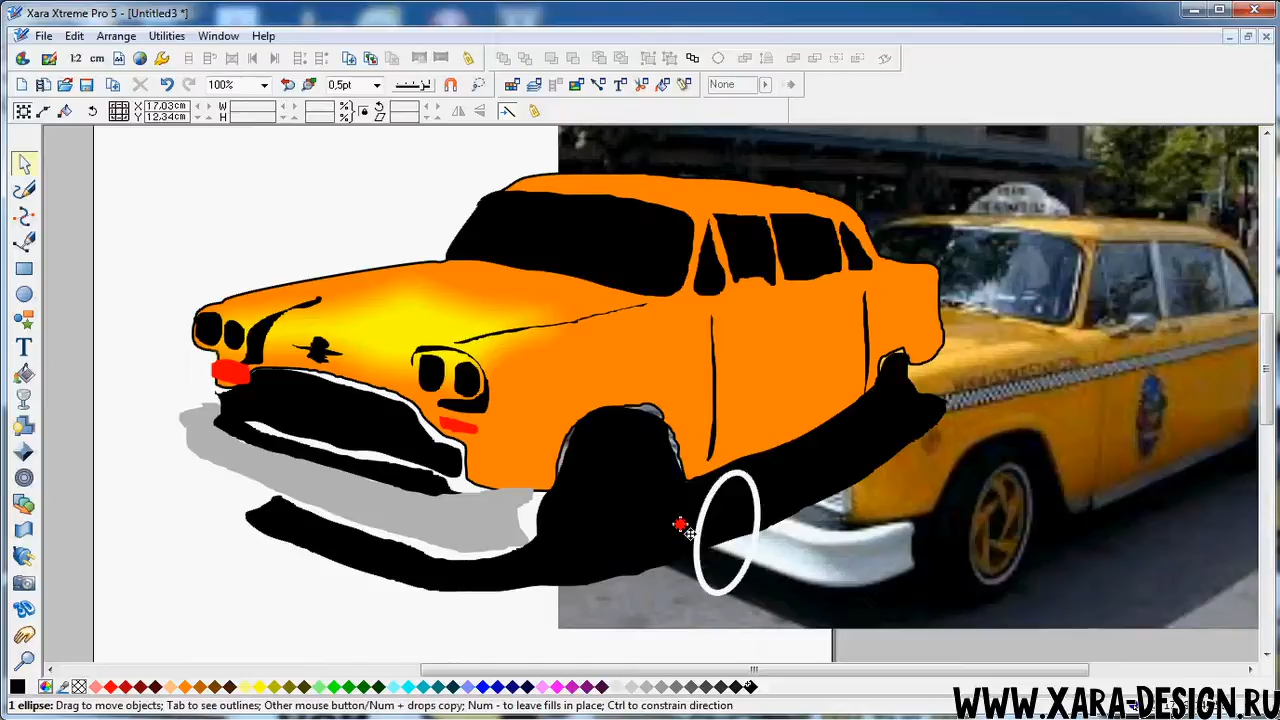 Xara Xtreme Pro 5 - [Untitled3 *]
File Edit Arrange Utilities Window Help
1:2 cm
100% 0,5pt None
X 17.03cm W % 
Y 12.34cm H %
T
1 ellipse: Drag to move objects; Tab to see outlines; Other mouse button/Num + drops copy; Num - to leave fills in place; Ctrl to constrain direction
WWW.XARA-DESIGN.RU